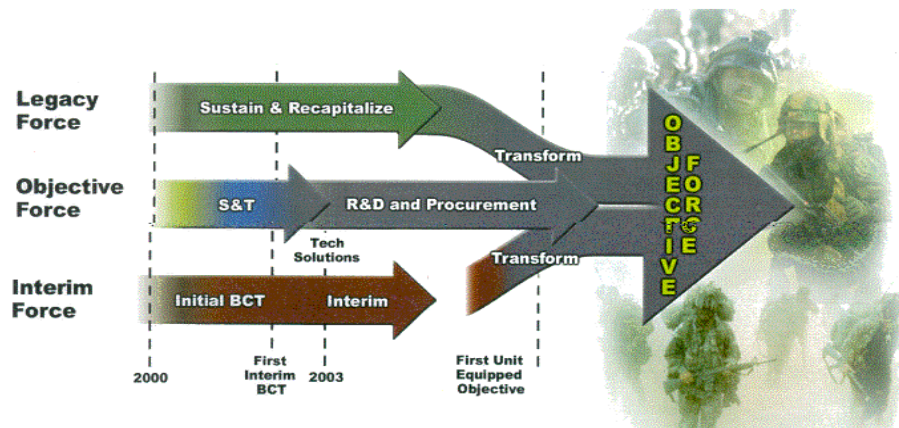 Legacy
Force
Sustain & Recapitalize
Transform
Objective
Force
S&T
R&D and Procurement
Tech
Solutions
Transform
Interim
Force
Initial BCT
Interim
OBJECTIVE
FORCE
2000
First
Interim
BCT
2003
First Unit
Equipped
Objective